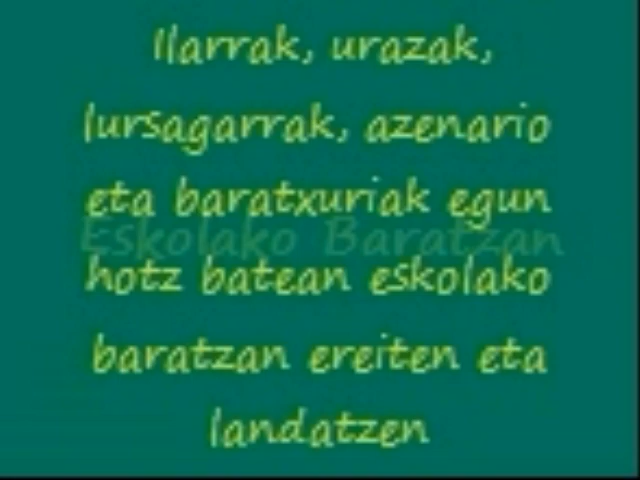 Ilarrak, urazak,
lursagarrak, azenario
eta baratxuriak egun
Eskolako Baratzan
hotz batean eskolako
baratzan ereiten eta
landatzen